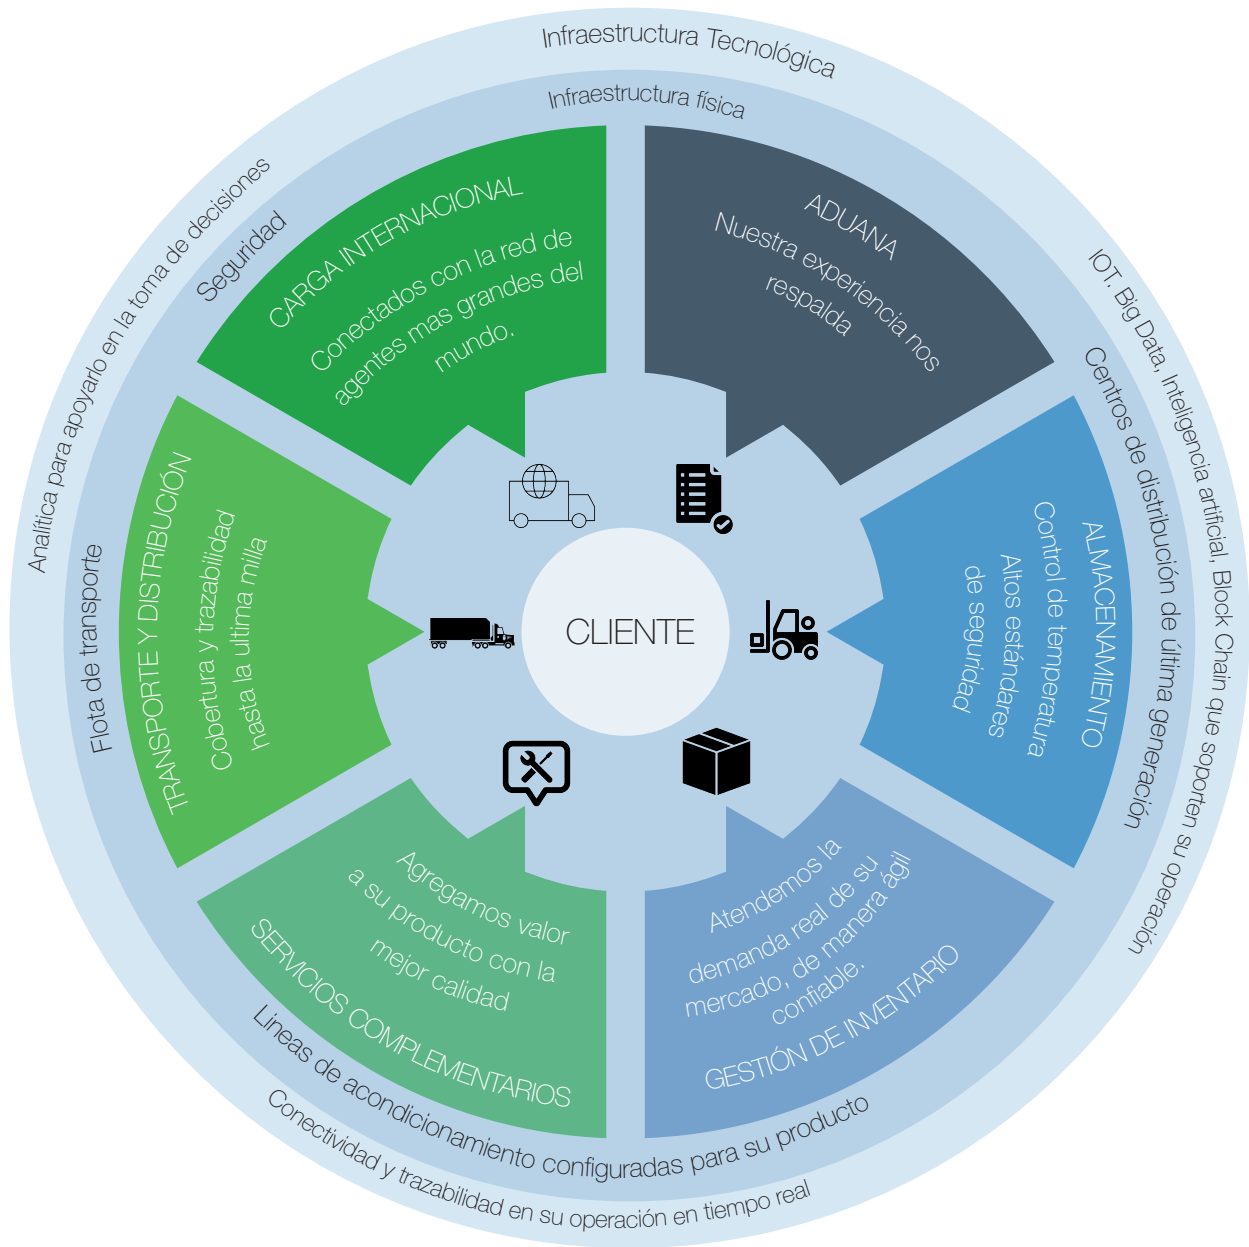 Infraestructura Tecnológica
Infraestructura física
Seguridad
Analítica para apoyarlo en la toma de decisiones
Flota de transporte
IOT, Big Data, Inteligencia artificial, Block Chain que soporten su operación
Centros de distribución de última generación
CARGA INTERNACIONAL
Conectados con la red de
agentes mas grandes del
mundo.
ADUANA
Nuestra experiencia nos
respalda
ALMACENAMIENTO
Control de temperatura
Altos estándares
de seguridad
TRANSPORTE Y DISTRIBUCIÓN
Cobertura y trazabilidad
hasta la ultima milla
CLIENTE
Agregamos valor
a su producto con la
mejor calidad
SERVICIOS COMPLEMENTARIOS
Atendemos la
demanda real de su
mercado, de manera ágil
confiable.
GESTIÓN DE INVENTARIO
Lineas de acondicionamiento configuradas para su producto
Conectividad y trazabilidad en su operación en tiempo real